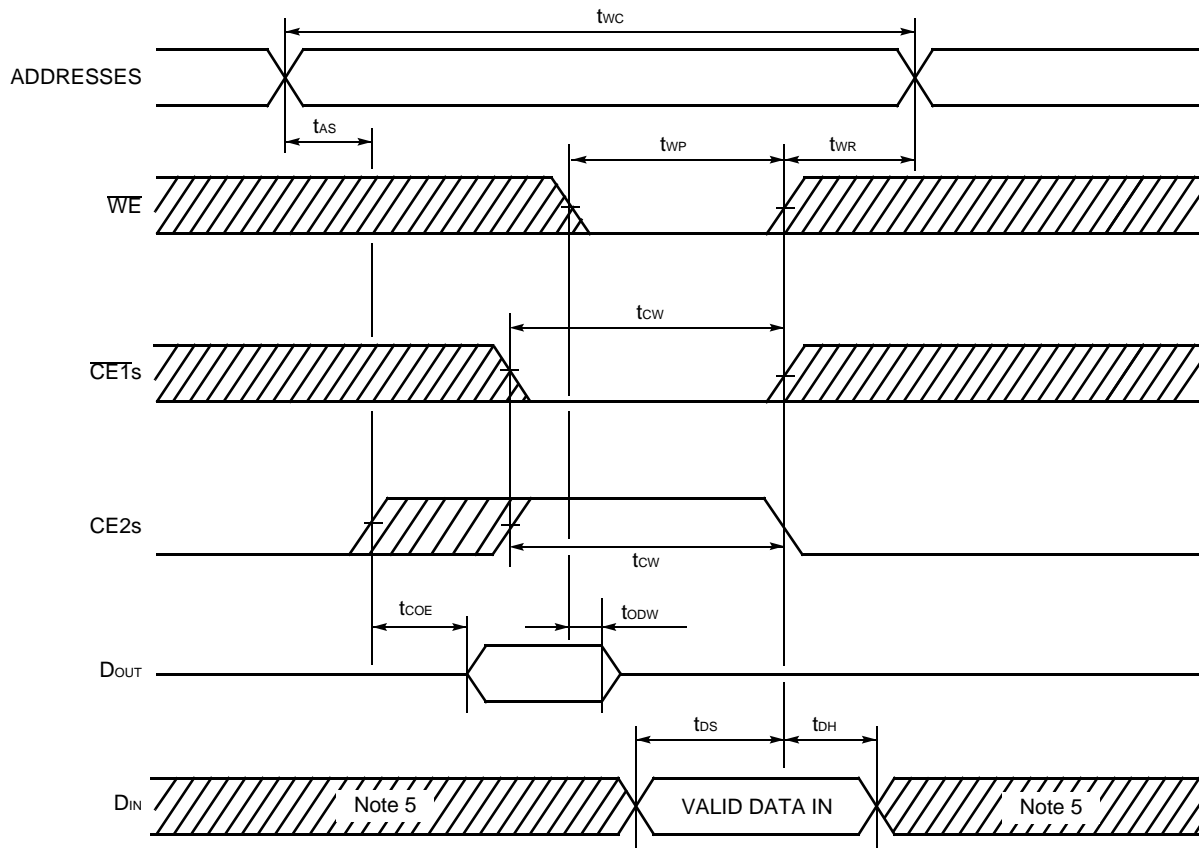 tWC
ADDRESSES
tAS
tWP
tWR
WE
tCW
CE1s
CE2s
tCW
tCOE
tODW
DOUT
tDS
tDH
DIN
Note 5
VALID DATA IN
Note 5